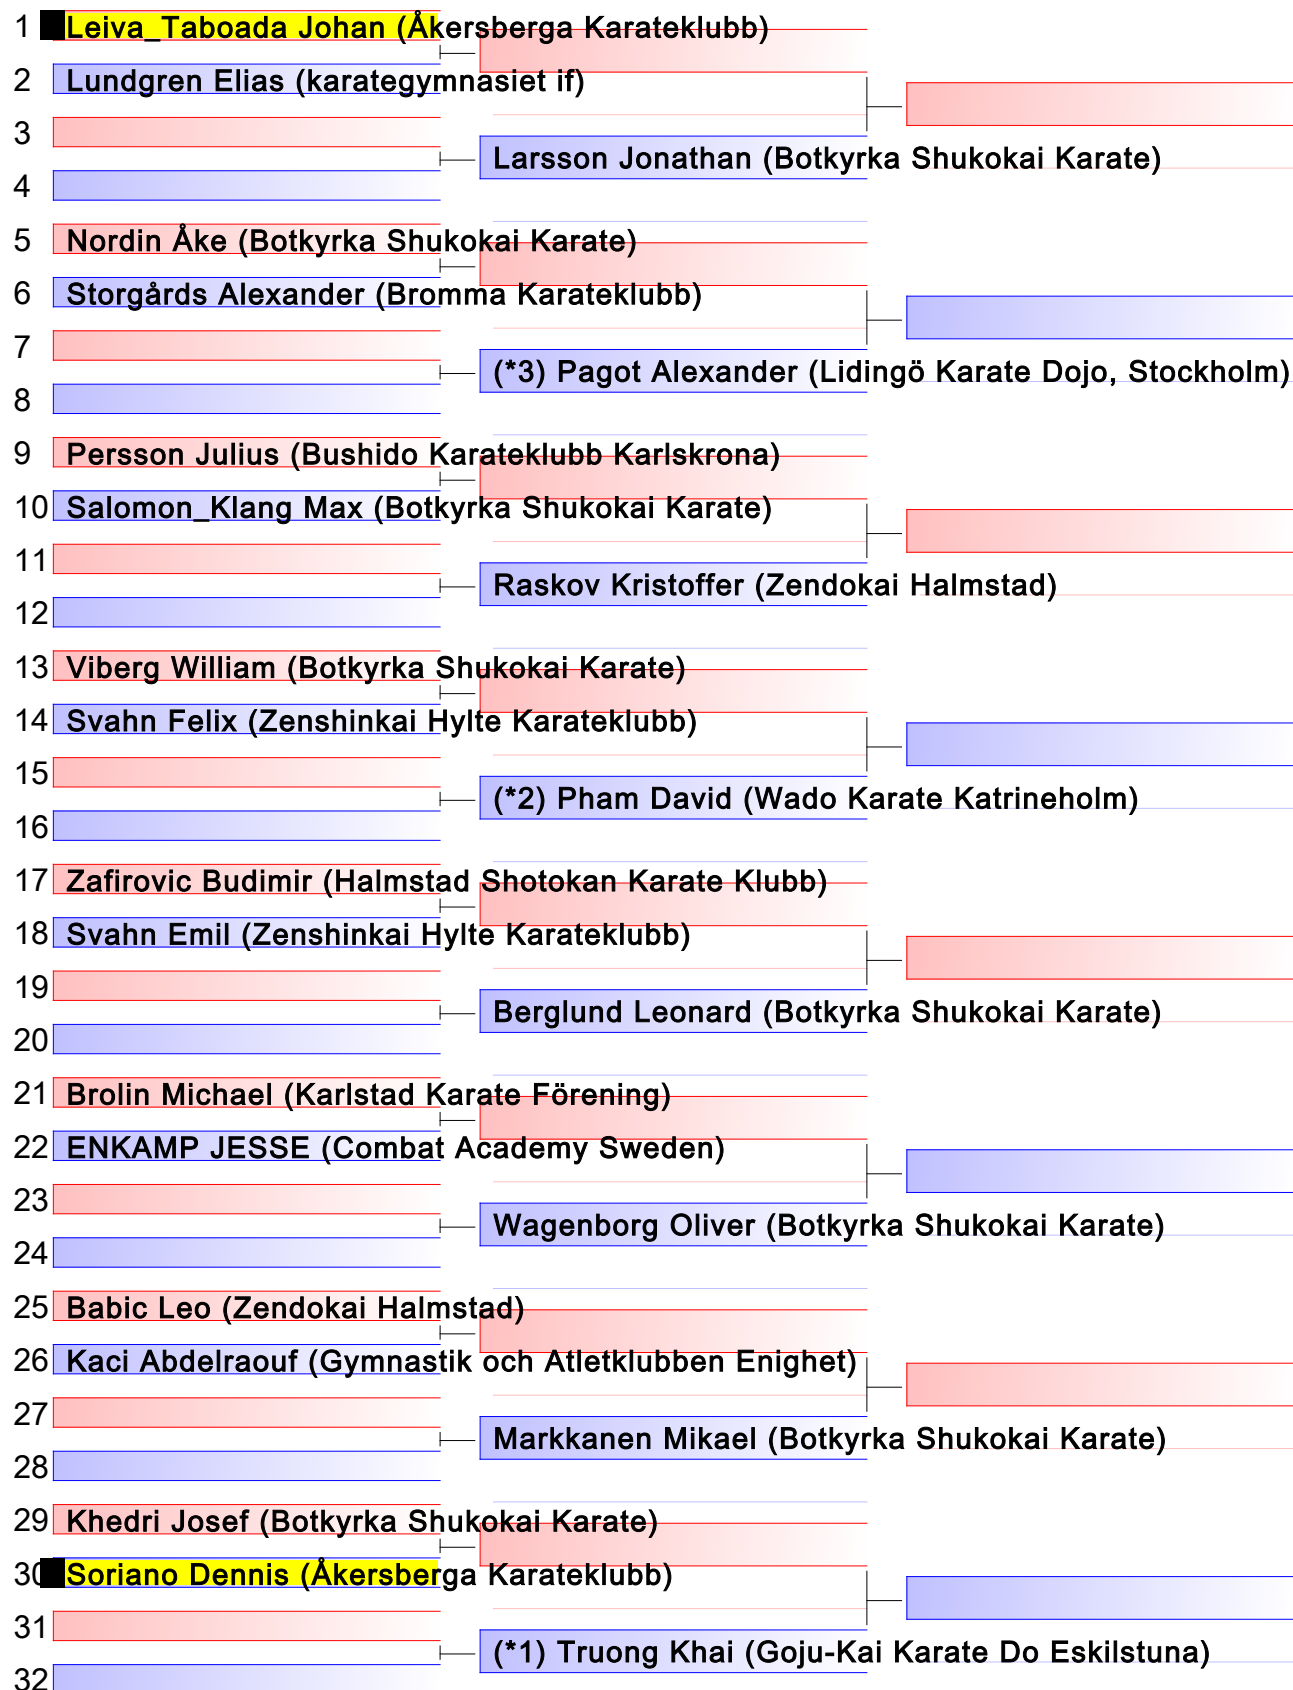 1 Leiva_Taboada Johan (Åkersberga Karateklubb)
2 Lundgren Elias (karategymnasiet if)
3
Larsson Jonathan (Botkyrka Shukokai Karate)
4
5 Nordin Åke (Botkyrka Shukokai Karate)
6 Storgårds Alexander (Bromma Karateklubb)
7
(*3) Pagot Alexander (Lidingö Karate Dojo, Stockholm)
8
9 Persson Julius (Bushido Karateklubb Karlskrona)
10 Salomon_Klang Max (Botkyrka Shukokai Karate)
11
Raskov Kristoffer (Zendokai Halmstad)
12
13 Viberg William (Botkyrka Shukokai Karate)
14 Svahn Felix (Zenshinkai Hylte Karateklubb)
15
(*2) Pham David (Wado Karate Katrineholm)
16
17 Zafirovic Budimir (Halmstad Shotokan Karate Klubb)
18 Svahn Emil (Zenshinkai Hylte Karateklubb)
19
Berglund Leonard (Botkyrka Shukokai Karate)
20
21 Brolin Michael (Karlstad Karate Förening)
22 ENKAMP JESSE (Combat Academy Sweden)
23
Wagenborg Oliver (Botkyrka Shukokai Karate)
24
25 Babic Leo (Zendokai Halmstad)
26 Kaci Abdelraouf (Gymnastik och Atletklubben Enighet)
27
Markkanen Mikael (Botkyrka Shukokai Karate)
28
29 Khedri Josef (Botkyrka Shukokai Karate)
30 Soriano Dennis (Åkersberga Karateklubb)
31
(*1) Truong Khai (Goju-Kai Karate Do Eskilstuna)
32